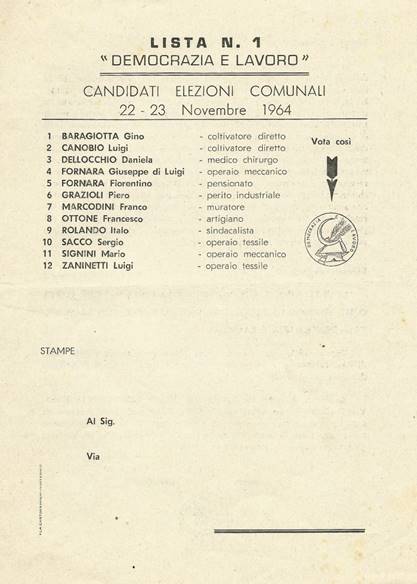 LISTA N. 1
"DEMOCRAZIA E LAVORO"
CANDIDATI ELEZIONI COMUNALI
22 - 23 Novembre 1964
1 BARAGIOTTA Gino - coltivatore diretto
2 CANOBIO Luigi - coltivatore diretto
3 DELLOCCHIO Daniela - medico chirurgo
4 FORNARA Giuseppe di Luigi - operaio meccanico
5 FORNARA Fiorentino - pensionato
6 GRAZIOLI Piero - perito industriale
7 MARCODINI Franco - muratore
8 OTTONE Francesco - artigiano
9 ROLANDO Italo - sindacalista
10 SACCO Sergio - operaio tessile
11 SIGNINI Mario - operaio meccanico
12 ZANINETTI Luigi - operaio tessile
Vota così
DEMOCRAZIA E LAVORO
STAMPE
Al Sig.
Via